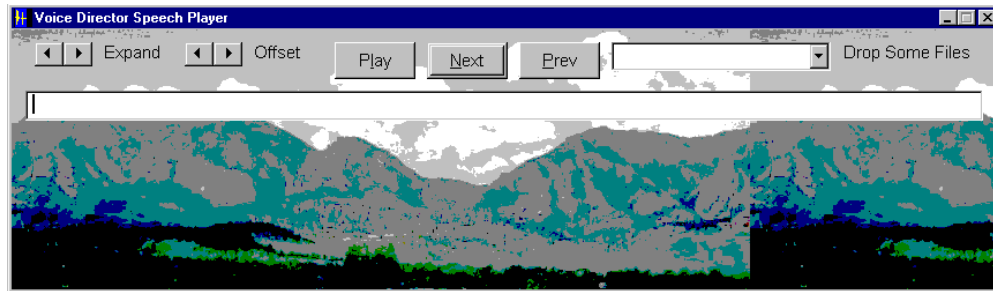 Voice Director Speech Player
Expand Offset Play Next Prev Drop Some Files